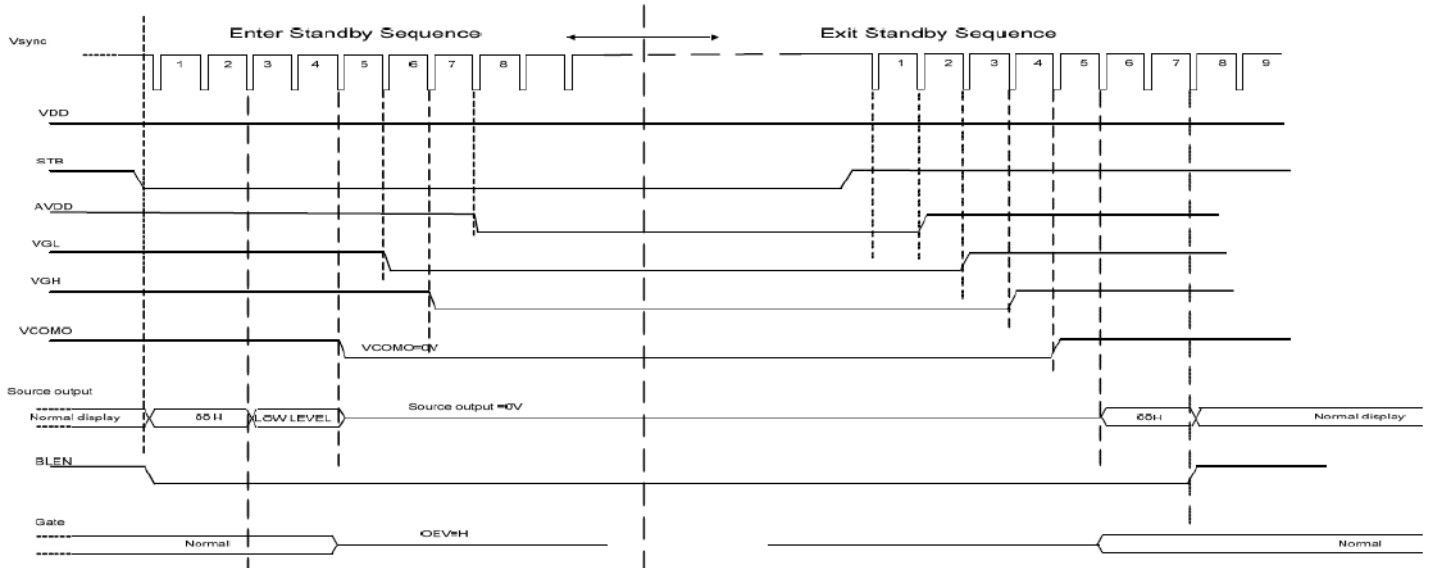 Enter Standby Sequence
Exit Standby Sequence
Vsync
1 2 3 4 5 6 7 8
1 2 3 4 5 6 7 8 9
VDD
STB
AVDD
VGL
VGH
VCOMO
VCOMO=0V
Source output
Normal display
00H
LOW LEVEL
Source output =0V
00H
Normal display
BLEN
Gate
Normal
OEV=H
Normal